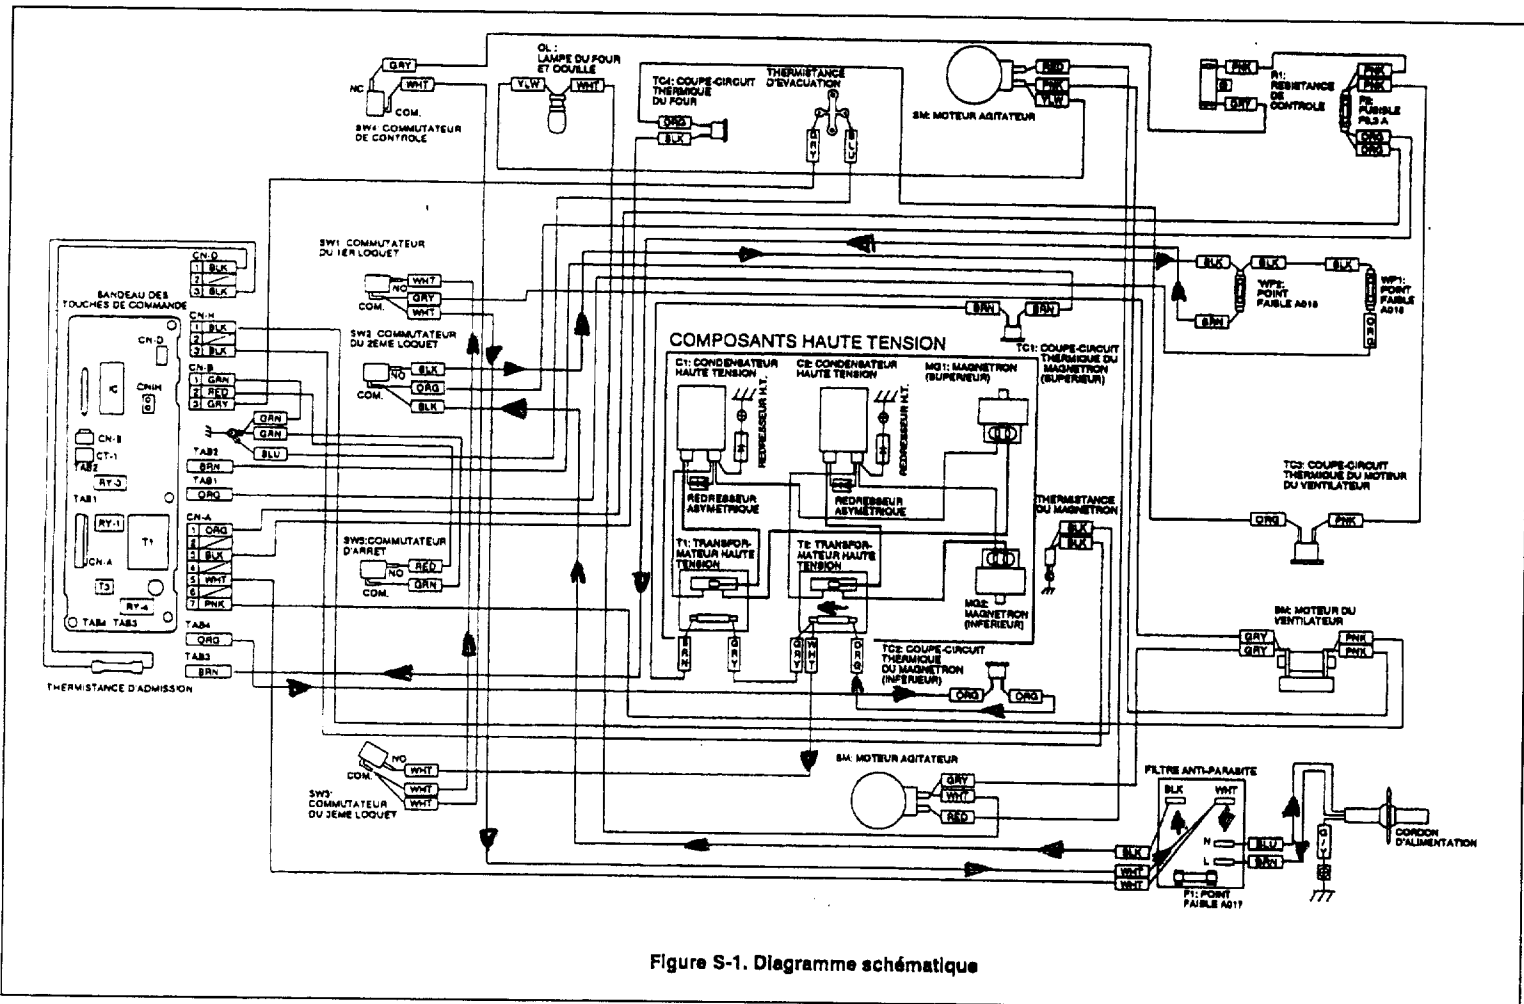 GRY
WHT
NC
COM.
SW4: COMMUTATEUR
DE CONTROLE
OL :
LAMPE DU FOUR
ET DOUILLE
YLW
WHT
TC4: COUPE-CIRCUIT
THERMIQUE
DU FOUR
ORG
BLK
THERMISTANCE
D'EVACUATION
GRY
BLU
RED
PNK
YLW
SM: MOTEUR AGITATEUR
PNK
GRY
R1:
RESISTANCE
DE
CONTROLE
PNK
PNK
FUSIBLE
F6.3 A
ORG
ORG
SW1: COMMUTATEUR
DU 1ER LOQUET
NO
WHT
GRY
WHT
COM.
SW2: COMMUTATEUR
DU 2EME LOQUET
NO
BLK
ORG
BLK
COM.
CN-D
1 BLK
2
3 BLK
BANDEAU DES
TOUCHES DE COMMANDE
CN-H
1 BLK
2
3 BLK
CN-B
1 GRN
2 RED
3 GRY
GRN
GRN
BLU
TAB2
BRN
TAB1
ORG
CN-A
1 ORG
2
3 BLK
4
5 WHT
6
7 PNK
TAB4
ORG
TAB3
BRN
CN-D
CNIH
CN-B
CT-1
TAB2
RY-3
TAB1
RY-1
T1
CN-A
T3
RY-4
TAB4 TAB3
THERMISTANCE D'ADMISSION
SW5:COMMUTATEUR
D'ARRET
NO
RED
GRN
COM.
NO
WHT
COM.
WHT
WHT
SW3:
COMMUTATEUR
DU 3EME LOQUET
COMPOSANTS HAUTE TENSION
C1: CONDENSATEUR
HAUTE TENSION
C2: CONDENSATEUR
HAUTE TENSION
MG1: MAGNETRON
(SUPERIEUR)
REDRESSEUR H.T.
REDRESSEUR H.T.
REDRESSEUR
ASYMETRIQUE
REDRESSEUR
ASYMETRIQUE
T1: TRANSFOR-
MATEUR HAUTE
TENSION
T2: TRANSFOR-
MATEUR HAUTE
TENSION
MG2:
MAGNETRON
(INFERIEUR)
BRN
GRY
GRY
WHT
ORG
BRN
BRN
TC1: COUPE-CIRCUIT
THERMIQUE DU
MAGNETRON
(SUPERIEUR)
BLK
BLK
BLK
BRN
WP2:
POINT
FAIBLE A018
WP1:
POINT
FAIBLE
A018
ORG
TC3: COUPE-CIRCUIT
THERMIQUE DU MOTEUR
DU VENTILATEUR
ORG
PNK
THERMISTANCE
DU MAGNETRON
BLK
BLK
TC2: COUPE-CIRCUIT
THERMIQUE
DU MAGNETRON
(INFERIEUR)
ORG
ORG
BM: MOTEUR DU
VENTILATEUR
GRY
GRY
PNK
PNK
SM: MOTEUR AGITATEUR
GRY
WHT
RED
FILTRE ANTI-PARASITE
BLK
WHT
N
L
BLU
BRN
BLK
WHT
WHT
F1: POINT
FAIBLE A017
G/Y
CORDON
D'ALIMENTATION
Figure S-1. Diagramme schématique